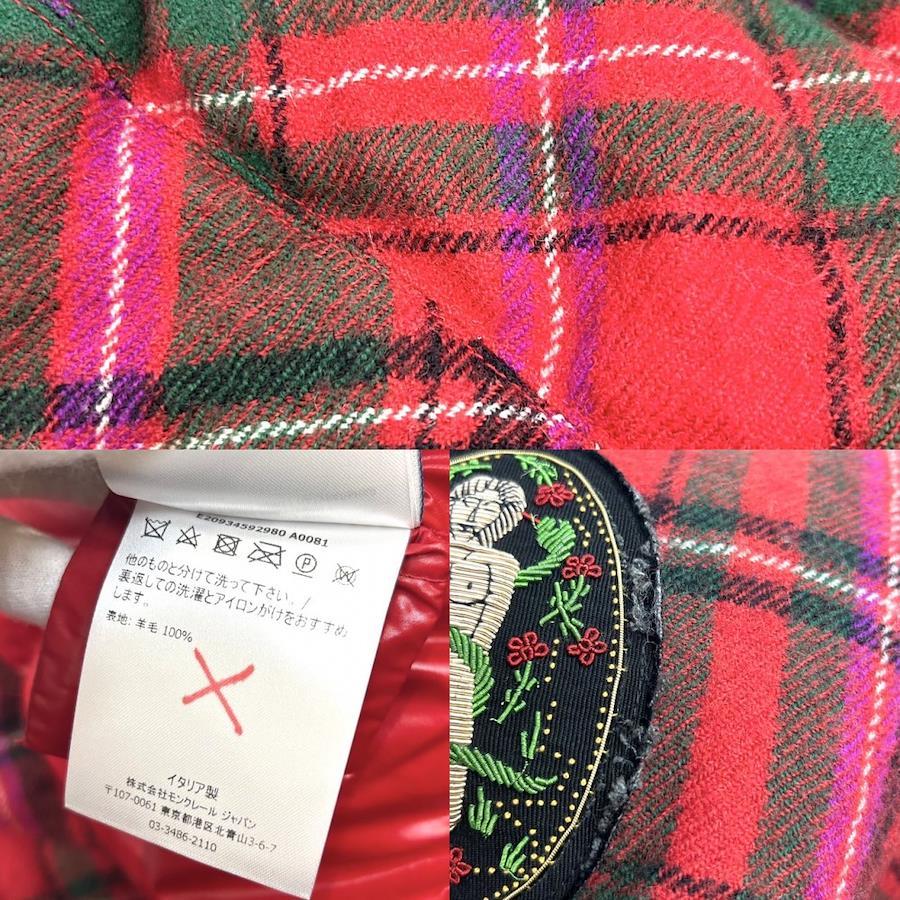 E20934592980 A0081
P
他のものと分けて洗って下さい。/
裏返しての洗濯とアイロンがけをおすすめ
します。
表地: 羊毛 100%
イタリア製
株式会社モンクレール ジャパン
〒107-0061 東京都港区北青山3-6-7
03-3486-2110